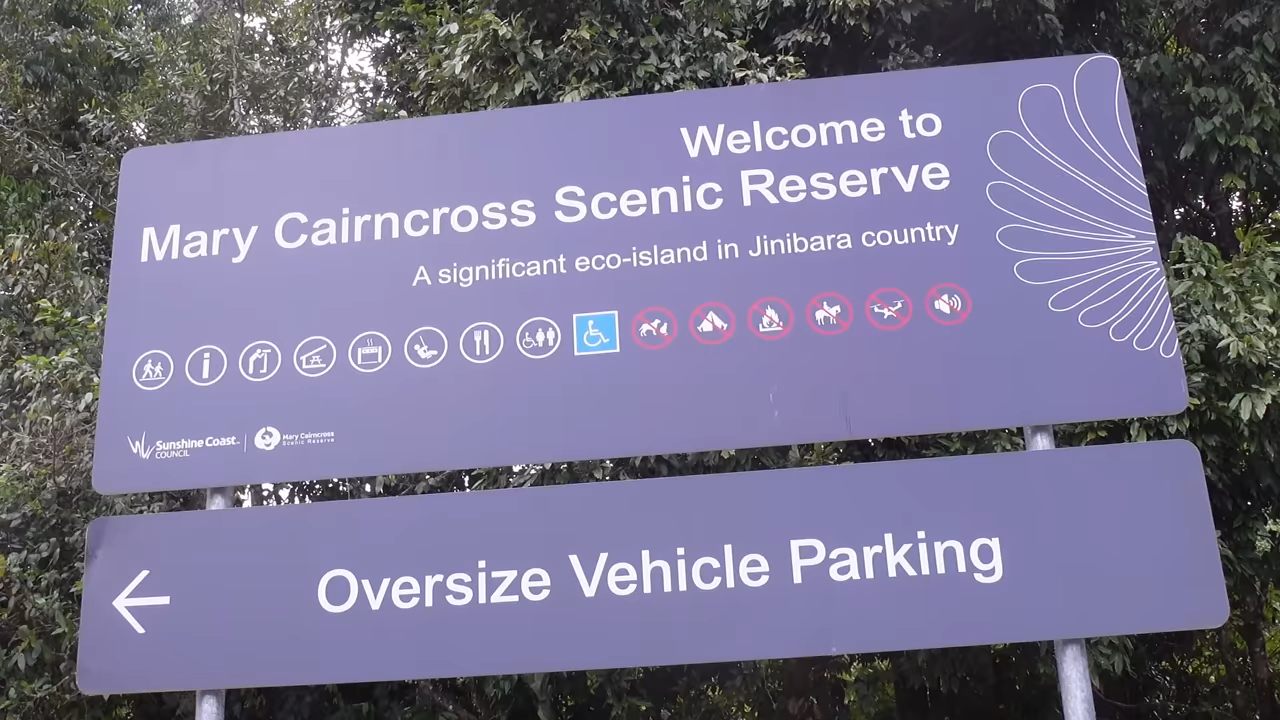 Welcome to
Mary Cairncross Scenic Reserve
A significant eco-island in Jinibara country
i
Sunshine Coast™
COUNCIL
Mary Cairncross
Scenic Reserve
Oversize Vehicle Parking